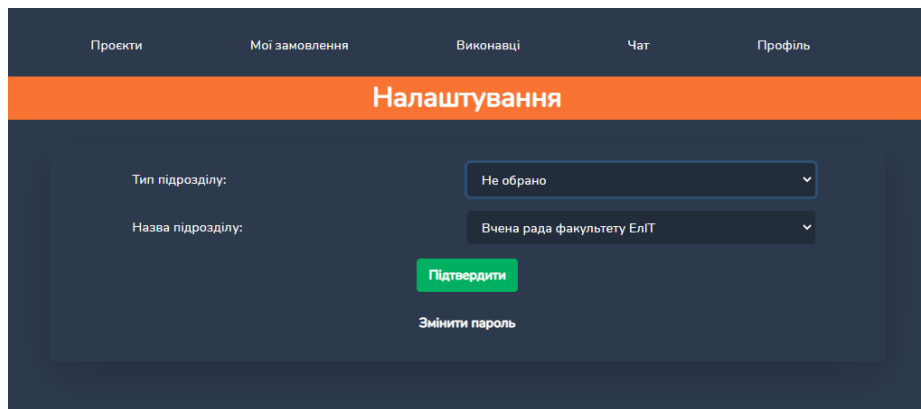 Проєкти Мої замовлення Виконавці Чат Профіль
Налаштування
Тип підрозділу: Не обрано
Назва підрозділу: Вчена рада факультету ЕлІТ
Підтвердити
Змінити пароль